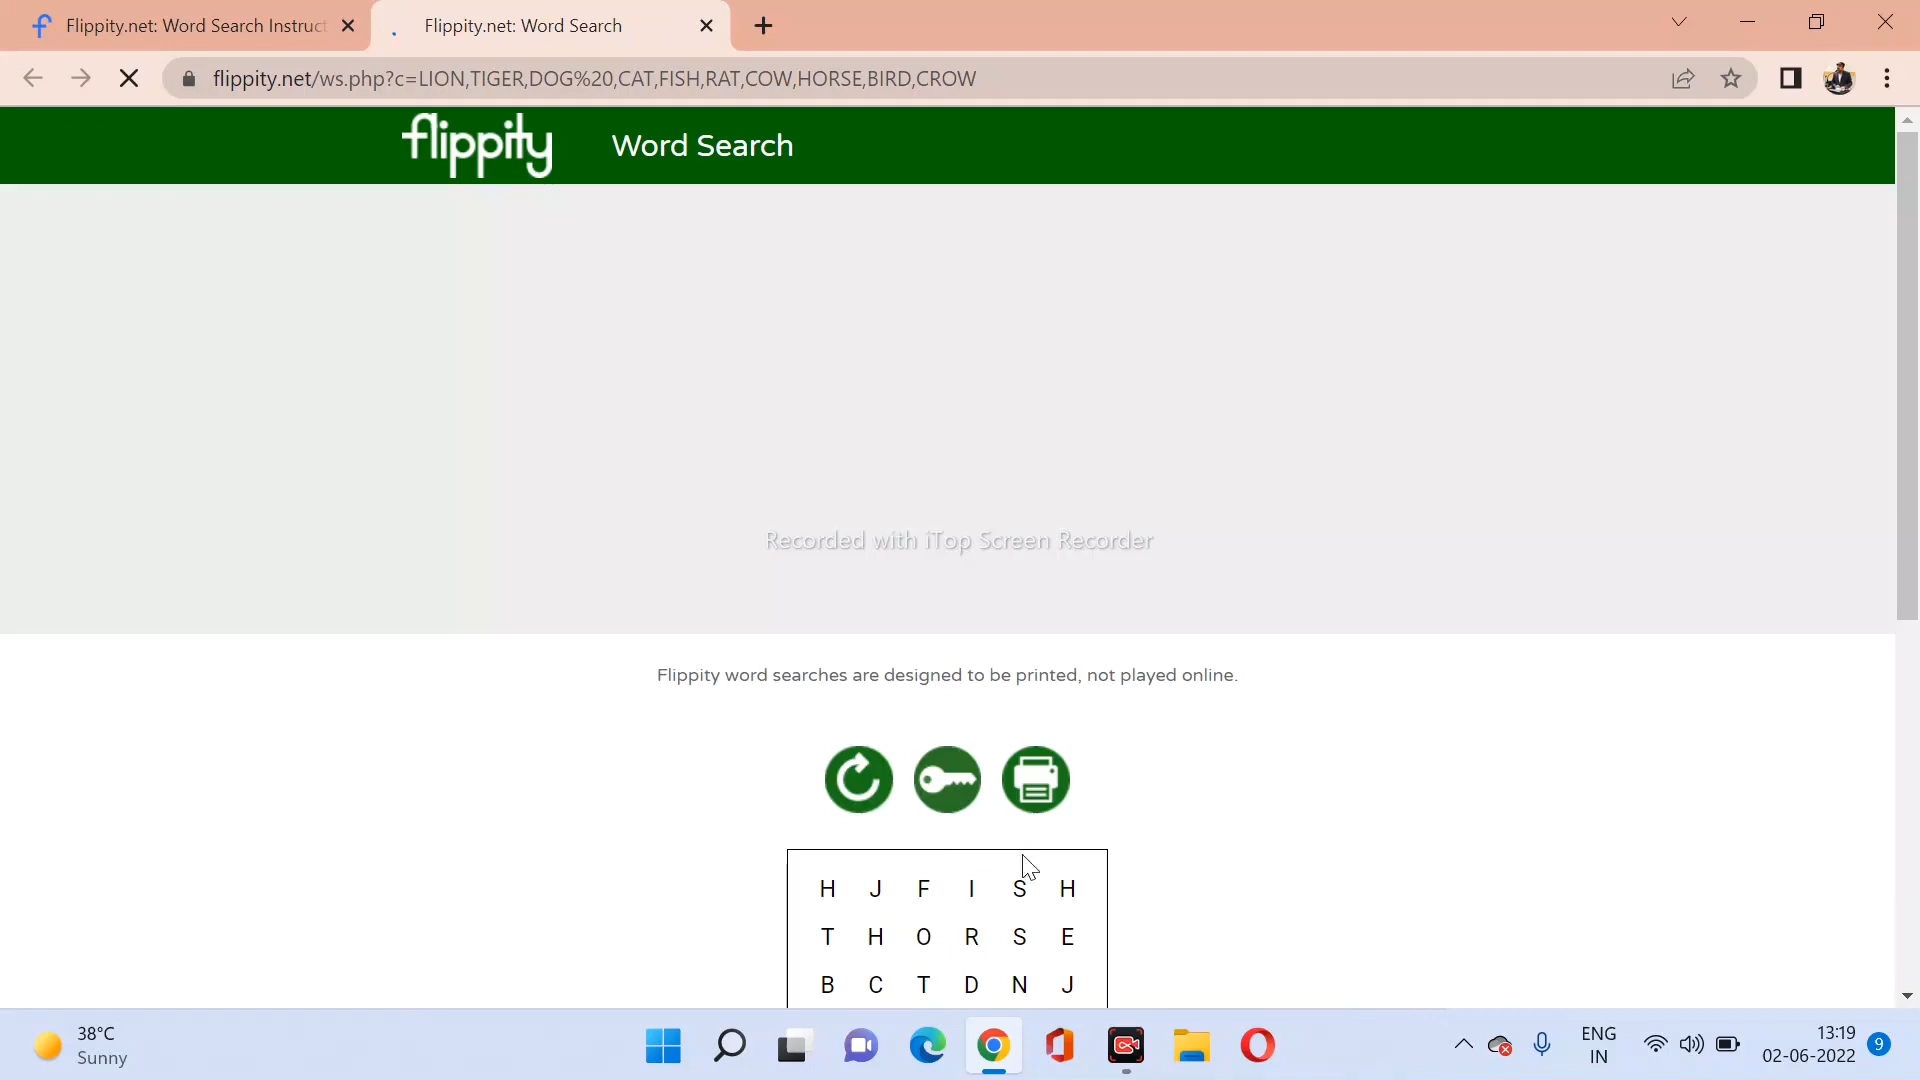 Flippity.net: Word Search Instruct
Flippity.net: Word Search
flippity.net/ws.php?c=LION,TIGER,DOG%20,CAT,FISH,RAT,COW,HORSE,BIRD,CROW
flippity
Word Search
Recorded with iTop Screen Recorder
Flippity word searches are designed to be printed, not played online.
H J F I S H
T H O R S E
B C T D N J
38°C
Sunny
ENG
IN
13:19
02-06-2022
9